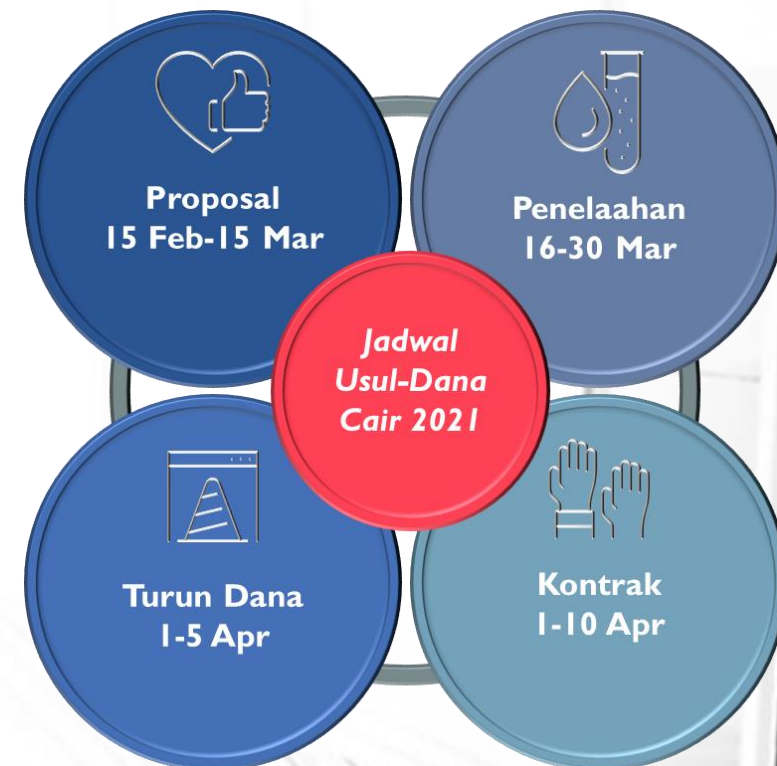 Proposal
15 Feb-15 Mar
Penelaahan
16-30 Mar
Jadwal
Usul-Dana
Cair 2021
Turun Dana
1-5 Apr
Kontrak
1-10 Apr